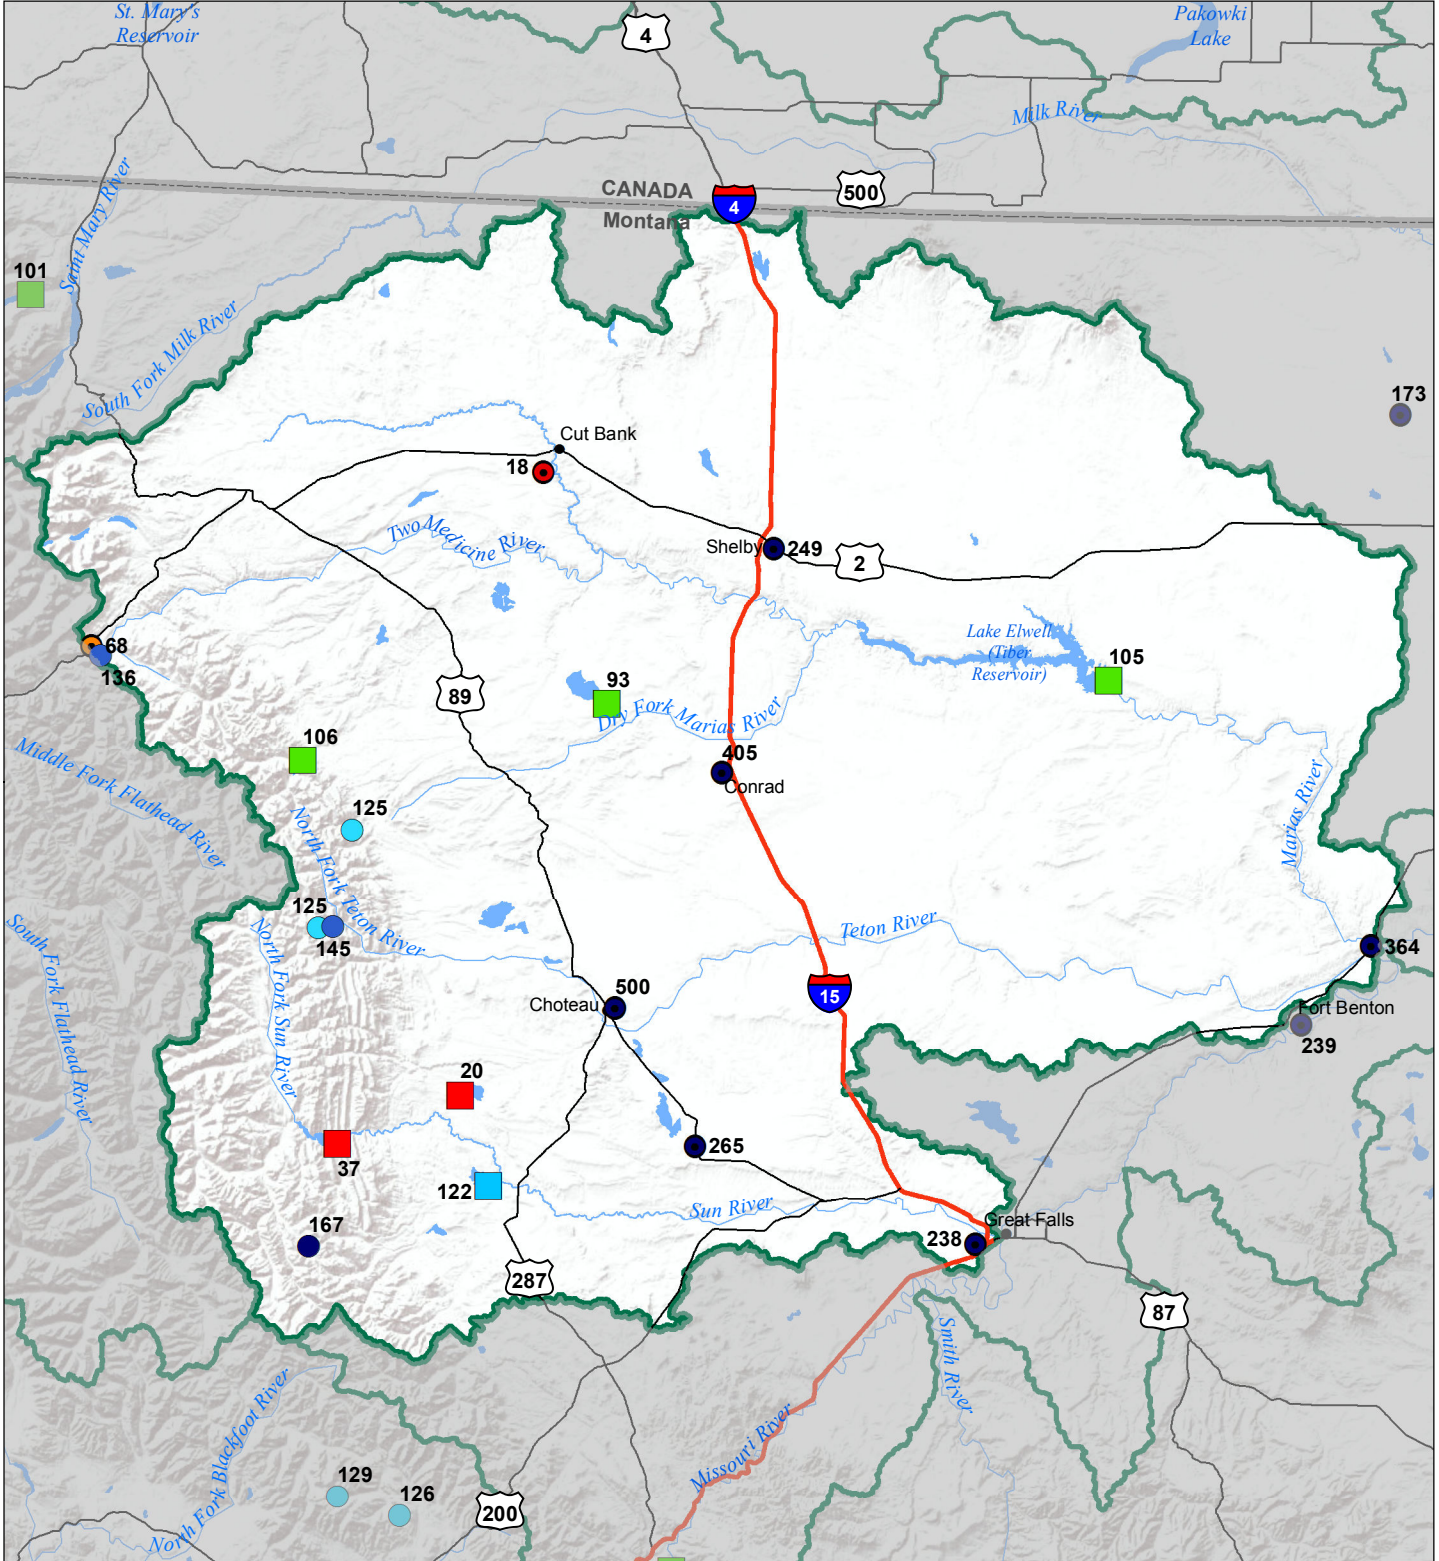 St. Mary's
Reservoir
4
Pakowki
Lake
Milk River
CANADA
Montana
4
500
Saint Mary River
101
South Fork Milk River
173
Cut Bank
18
Two Medicine River
Shelby
249
2
68
136
Lake Elwell
(Tiber
Reservoir)
105
89
93
Dry Fork Marias River
106
405
Conrad
Middle Fork Flathead River
125
Marias River
North Fork Teton River
125
145
North Fork Sun River
South Fork Flathead River
Teton River
364
500
Choteau
15
Fort Benton
239
20
37
265
122
Sun River
167
238
Great Falls
287
87
Smith River
North Fork Blackfoot River
Missouri River
129
126
200